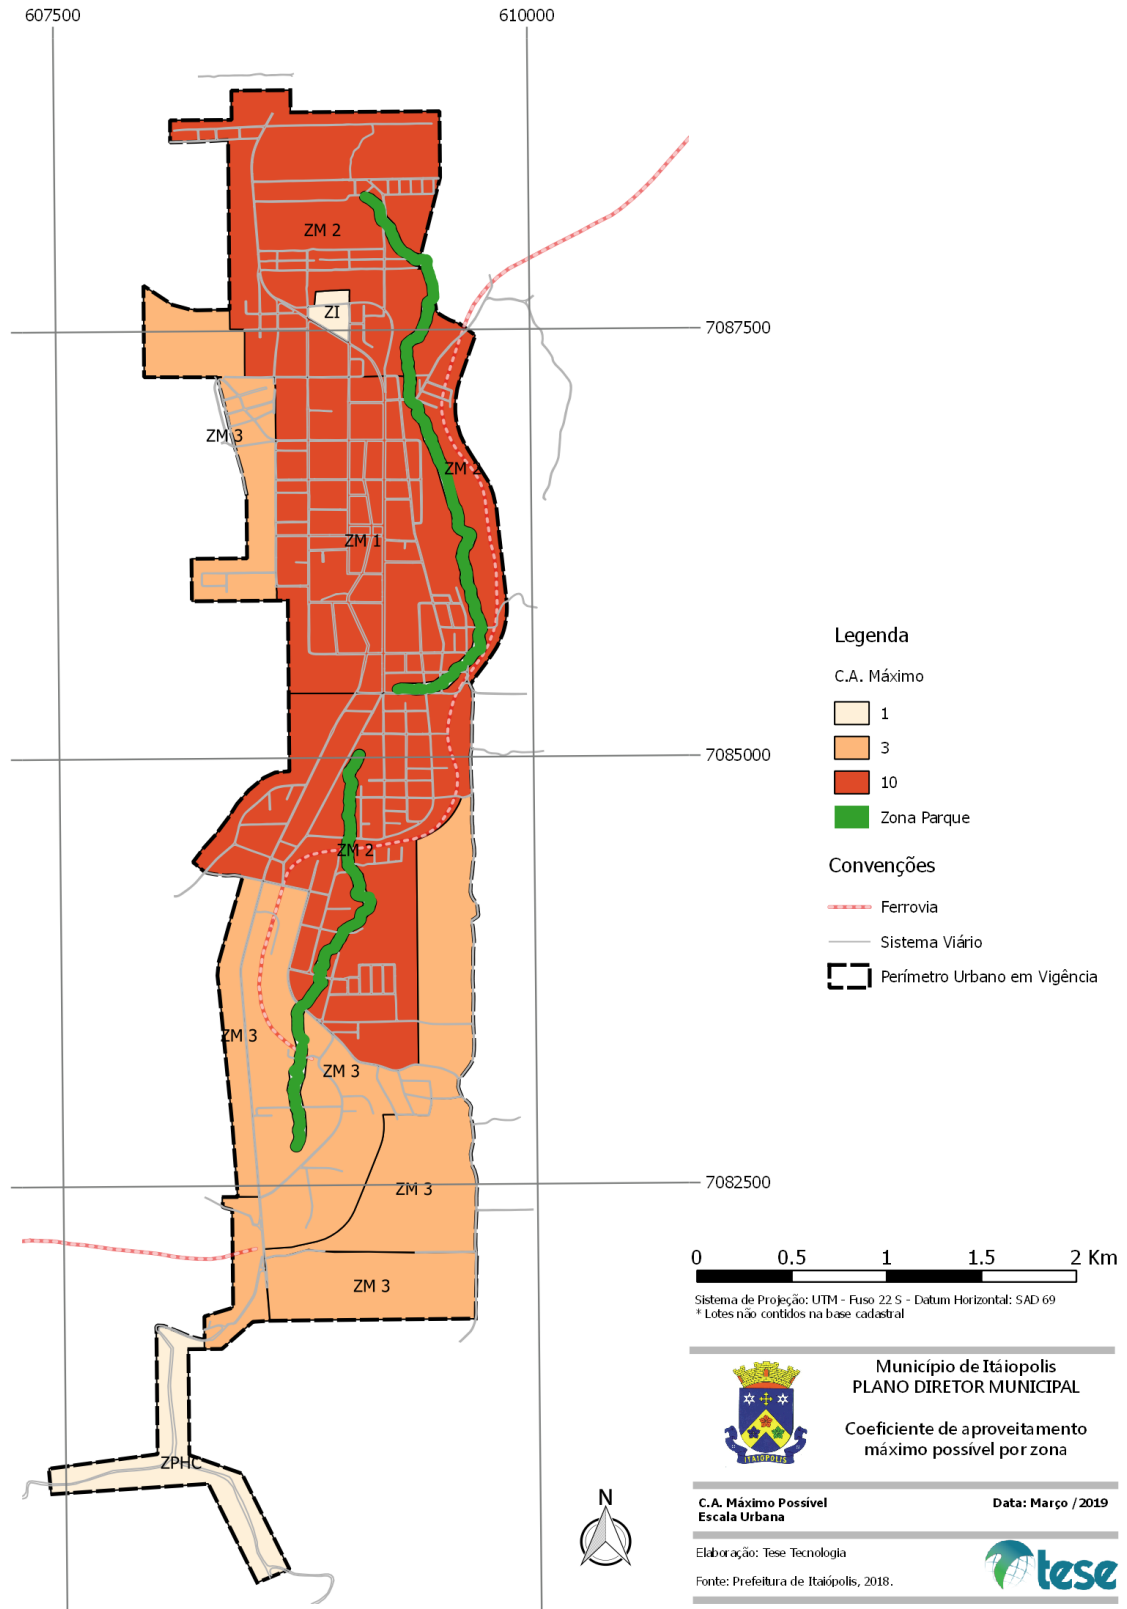 607500
610000
ZM 2
ZI
7087500
ZM 3
ZM 2
ZM 1
Legenda
C.A. Máximo
1
3
10
Zona Parque
7085000
ZM 2
Convenções
Ferrovia
Sistema Viário
Perímetro Urbano em Vigência
ZM 3
ZM 3
7082500
ZM 3
ZM 3
0 0.5 1 1.5 2 Km
Sistema de Projeção: UTM - Fuso 22 S - Datum Horizontal: SAD 69
* Lotes não contidos na base cadastral
Município de Itáiopolis
PLANO DIRETOR MUNICIPAL
Coeficiente de aproveitamento
máximo possível por zona
ITAIOPOLIS
ZPHC
N
C.A. Máximo Possível
Escala Urbana
Data: Março /2019
Elaboração: Tese Tecnologia
Fonte: Prefeitura de Itaiópolis, 2018.
tese